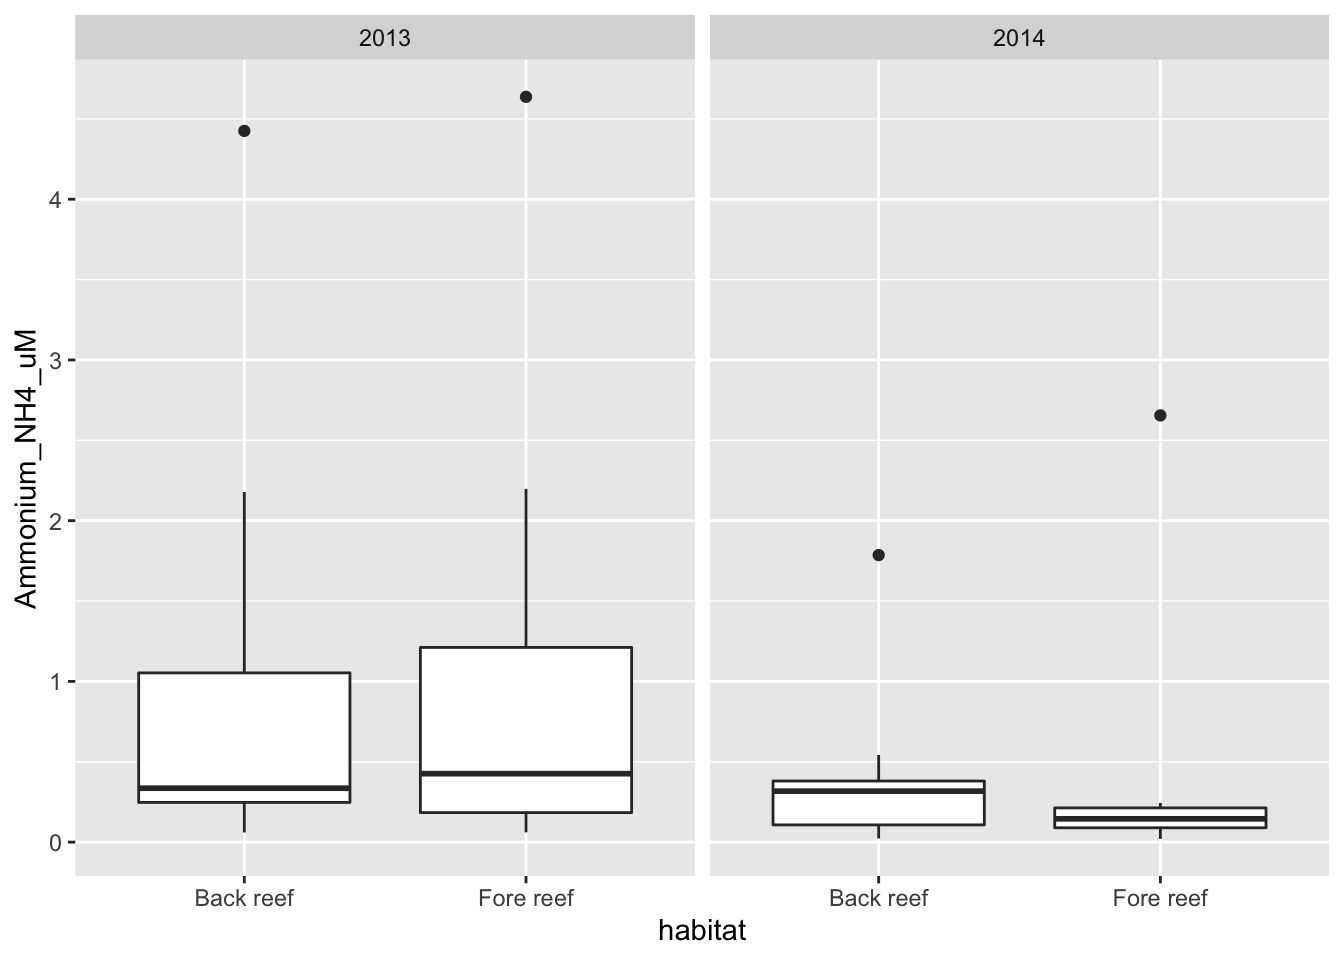 2013
2014
Ammonium_NH4_uM
4
3
2
1
0
Back reef
Fore reef
Back reef
Fore reef
habitat